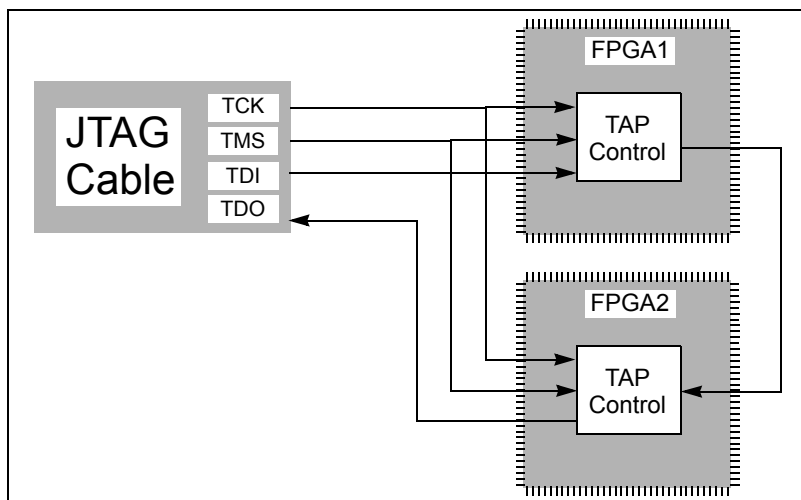 JTAG
Cable
TCK
TMS
TDI
TDO
FPGA1
TAP
Control
FPGA2
TAP
Control